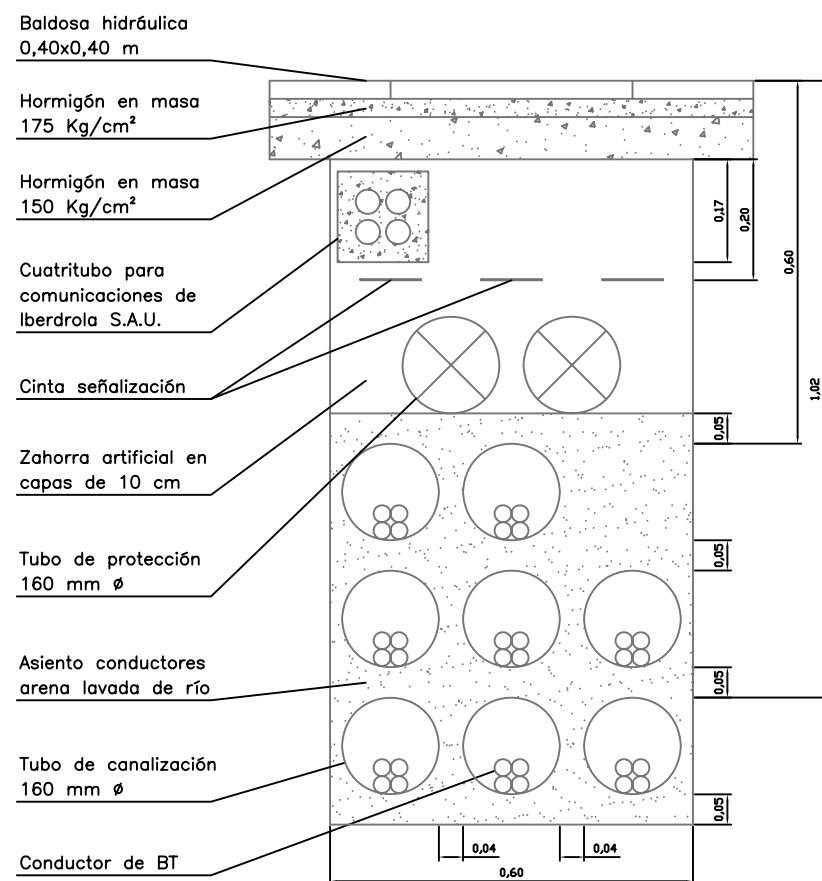 Baldosa hidráulica
0,40x0,40 m
Hormigón en masa
175 Kg/cm²
Hormigón en masa
150 Kg/cm²
Cuatritubo para
comunicaciones de
Iberdrola S.A.U.
Cinta señalización
Zahorra artificial en
capas de 10 cm
Tubo de protección
160 mm ø
Asiento conductores
arena lavada de río
Tubo de canalización
160 mm ø
Conductor de BT
0,17
0,20
0,60
1,02
0,05
0,05
0,05
0,05
0,04
0,04
0,60